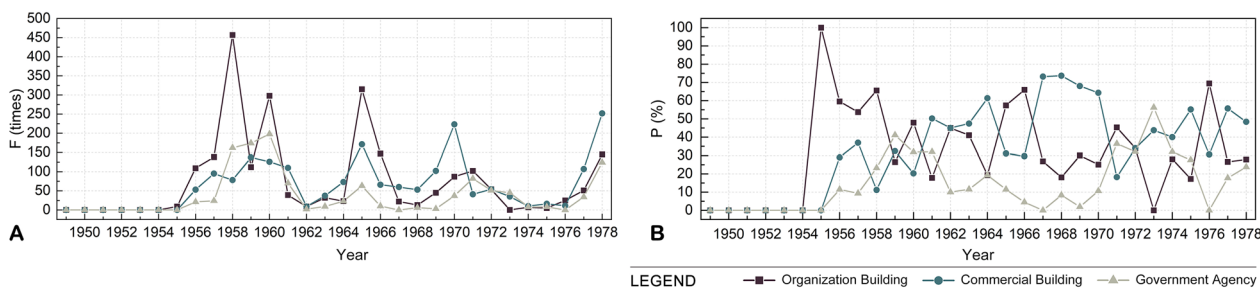 500
450
400
350
300
250
200
150
100
50
0
F (times)
1950 1952 1954 1956 1958 1960 1962 1964 1966 1968 1970 1972 1974 1976 1978
Year
A
100
90
80
70
60
50
40
30
20
10
0
P (%)
1950 1952 1954 1956 1958 1960 1962 1964 1966 1968 1970 1972 1974 1976 1978
Year
B
LEGEND Organization Building Commercial Building Government Agency